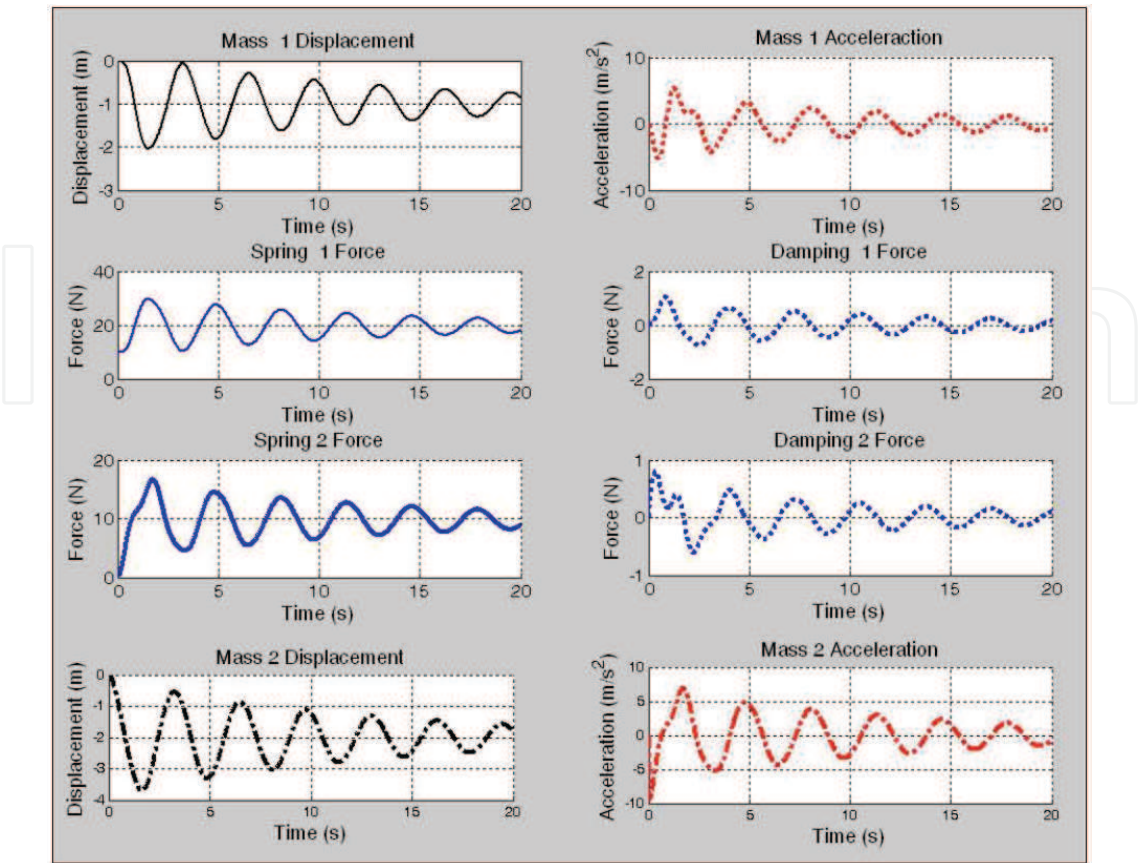 Mass 1 Displacement
Displacement (m)
0
-1
-2
-3
0 5 10 15 20
Time (s)
Mass 1 Acceleraction
Acceleration (m/s²)
10
0
-10
0 5 10 15 20
Time (s)
Spring 1 Force
Force (N)
40
20
0
0 5 10 15 20
Time (s)
Damping 1 Force
Force (N)
2
0
-2
0 5 10 15 20
Time (s)
Spring 2 Force
Force (N)
20
10
0
0 5 10 15 20
Time (s)
Damping 2 Force
Force (N)
1
0
-1
0 5 10 15 20
Time (s)
Mass 2 Displacement
Displacement (m)
0
-1
-2
-3
-4
0 5 10 15 20
Time (s)
Mass 2 Acceleration
Acceleration (m/s²)
10
5
0
-5
-10
0 5 10 15 20
Time (s)